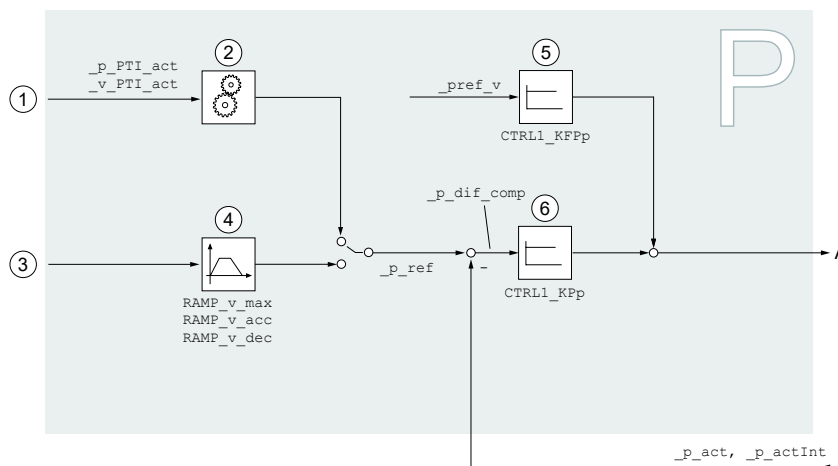 P
2
5
_p_PTI_act
_v_PTI_act
1
_pref_v
CTRL1_KFPp
_p_dif_comp
4
6
3
_p_ref
-
A
CTRL1_KPp
RAMP_v_max
RAMP_v_acc
RAMP_v_dec
_p_act, _p_actInt